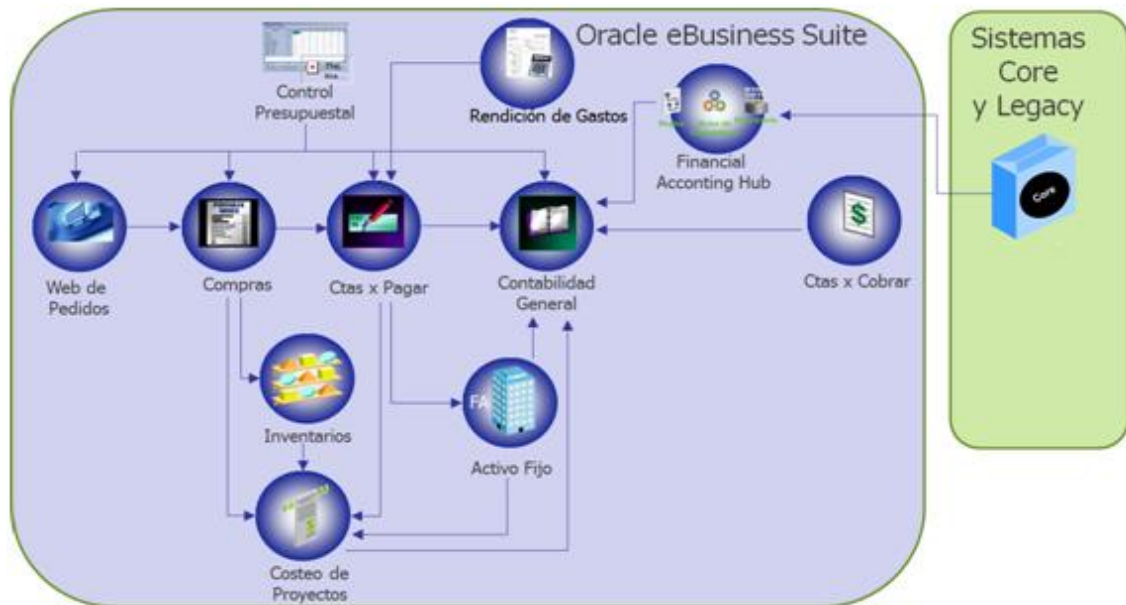 Oracle eBusiness Suite
Sistemas
Core
y Legacy
Control
Presupuestal
Rendición de Gastos
Financial
Acconting Hub
Core
Web de
Pedidos
Compras
Ctas x Pagar
Contabilidad
General
Ctas x Cobrar
Inventarios
FA
Activo Fijo
Costeo de
Proyectos